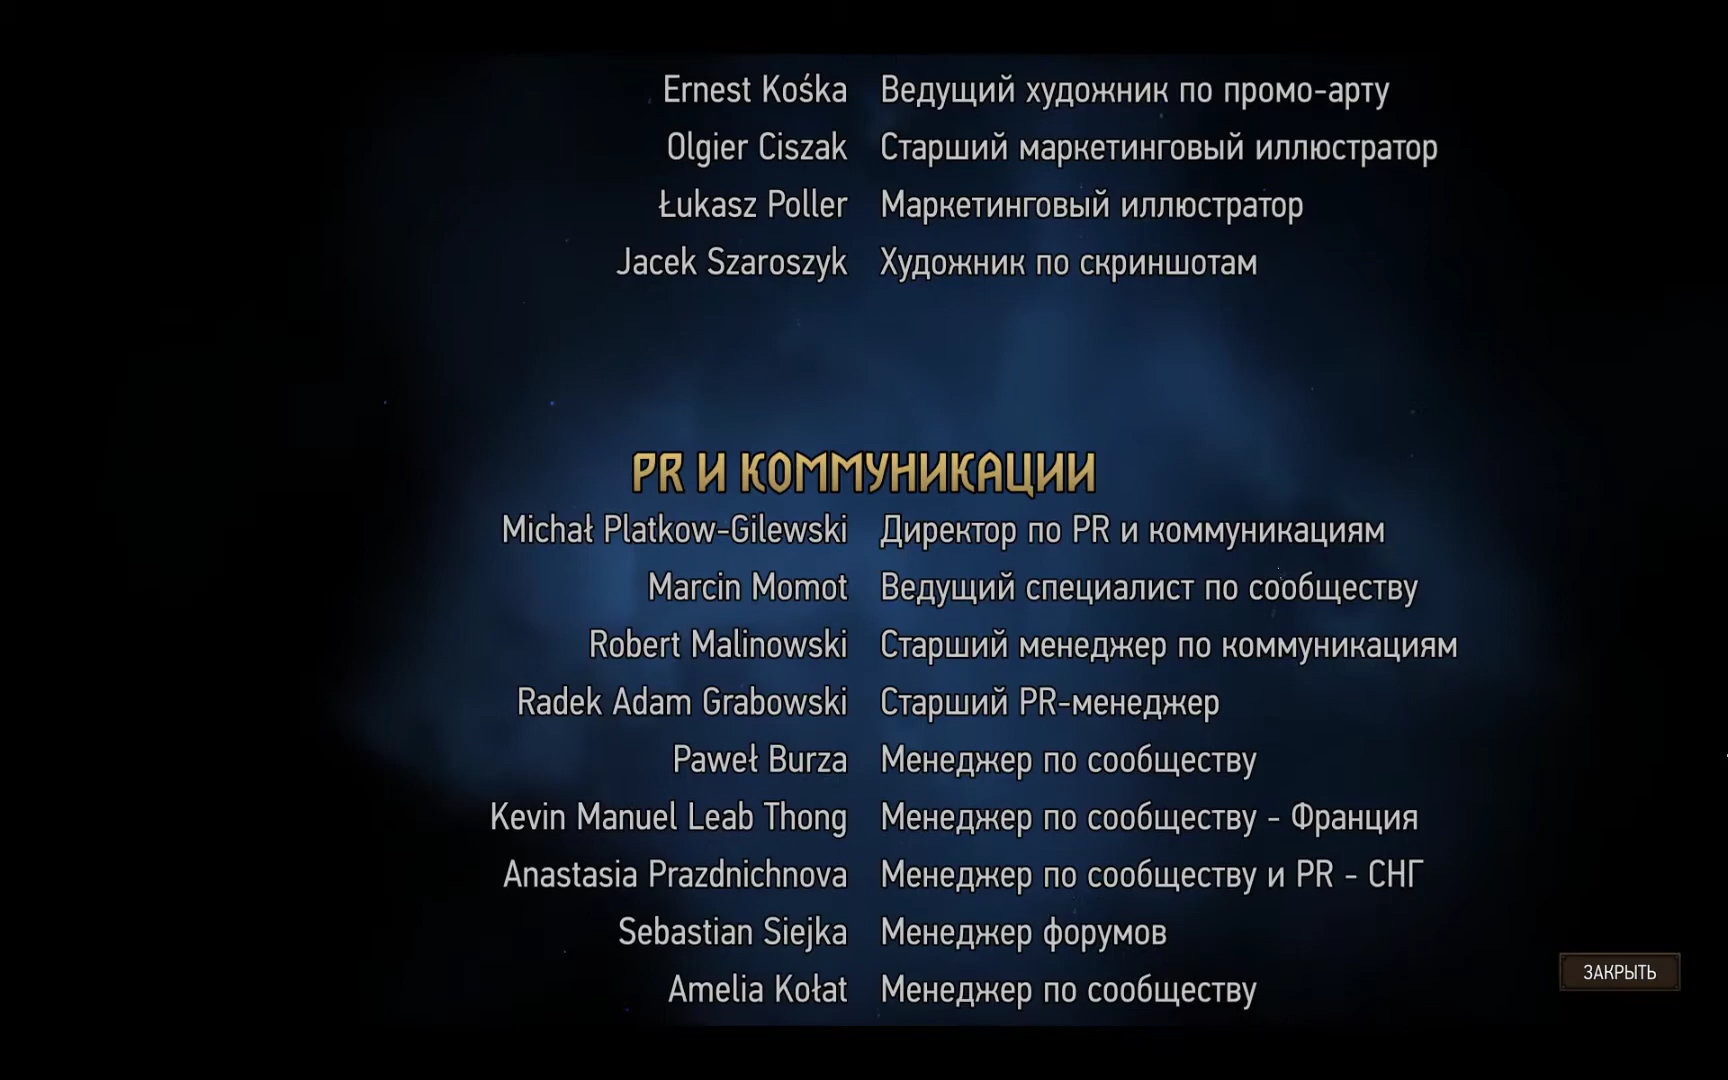 Ernest Kośka Ведущий художник по промо-арту
Olgier Ciszak Старший маркетинговый иллюстратор
Łukasz Poller Маркетинговый иллюстратор
Jacek Szaroszyk Художник по скриншотам
PR И КОММУНИКАЦИИ
Michał Platkow-Gilewski Директор по PR и коммуникациям
Marcin Momot Ведущий специалист по сообществу
Robert Malinowski Старший менеджер по коммуникациям
Radek Adam Grabowski Старший PR-менеджер
Paweł Burza Менеджер по сообществу
Kevin Manuel Leab Thong Менеджер по сообществу - Франция
Anastasia Prazdnichnova Менеджер по сообществу и PR - СНГ
Sebastian Siejka Менеджер форумов
Amelia Kołat Менеджер по сообществу
ЗАКРЫТЬ